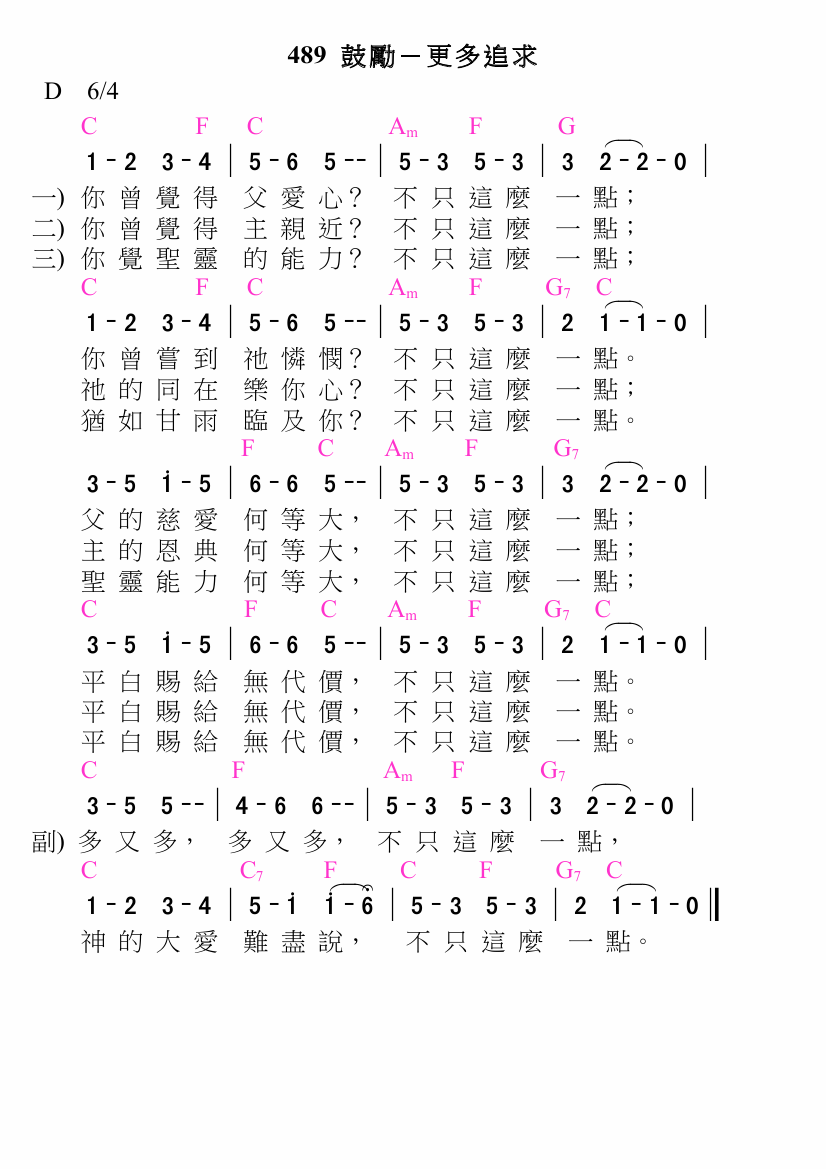 489 鼓勵－更多追求
D 6/4
C F C Am F G
1 - 2 3 - 4 | 5 - 6 5 -- | 5 - 3 5 - 3 | 3 2 - 2 - 0 |
一) 你曾覺得 父愛心? 不只這麼 一點；
二) 你曾覺得 主親近? 不只這麼 一點；
三) 你覺聖靈 的能力? 不只這麼 一點；
C F C Am F G7 C
1 - 2 3 - 4 | 5 - 6 5 -- | 5 - 3 5 - 3 | 2 1 - 1 - 0 |
你曾嘗到 祂憐憫? 不只這麼 一點。
祂的同在 樂你心? 不只這麼 一點；
猶如甘雨 臨及你? 不只這麼 一點。
F C Am F G7
3 - 5 i - 5 | 6 - 6 5 -- | 5 - 3 5 - 3 | 3 2 - 2 - 0 |
父的慈愛 何等大， 不只這麼 一點；
主的恩典 何等大， 不只這麼 一點；
聖靈能力 何等大， 不只這麼 一點；
C F C Am F G7 C
3 - 5 i - 5 | 6 - 6 5 -- | 5 - 3 5 - 3 | 2 1 - 1 - 0 |
平白賜給 無代價， 不只這麼 一點。
平白賜給 無代價， 不只這麼 一點。
平白賜給 無代價， 不只這麼 一點。
C F Am F G7
3 - 5 5 -- | 4 - 6 6 -- | 5 - 3 5 - 3 | 3 2 - 2 - 0 |
副) 多又多， 多又多， 不只這麼 一點，
C C7 F C F G7 C
1 - 2 3 - 4 | 5 - i i - 6 | 5 - 3 5 - 3 | 2 1 - 1 - 0 ‖
神的大愛 難盡說， 不只這麼 一點。